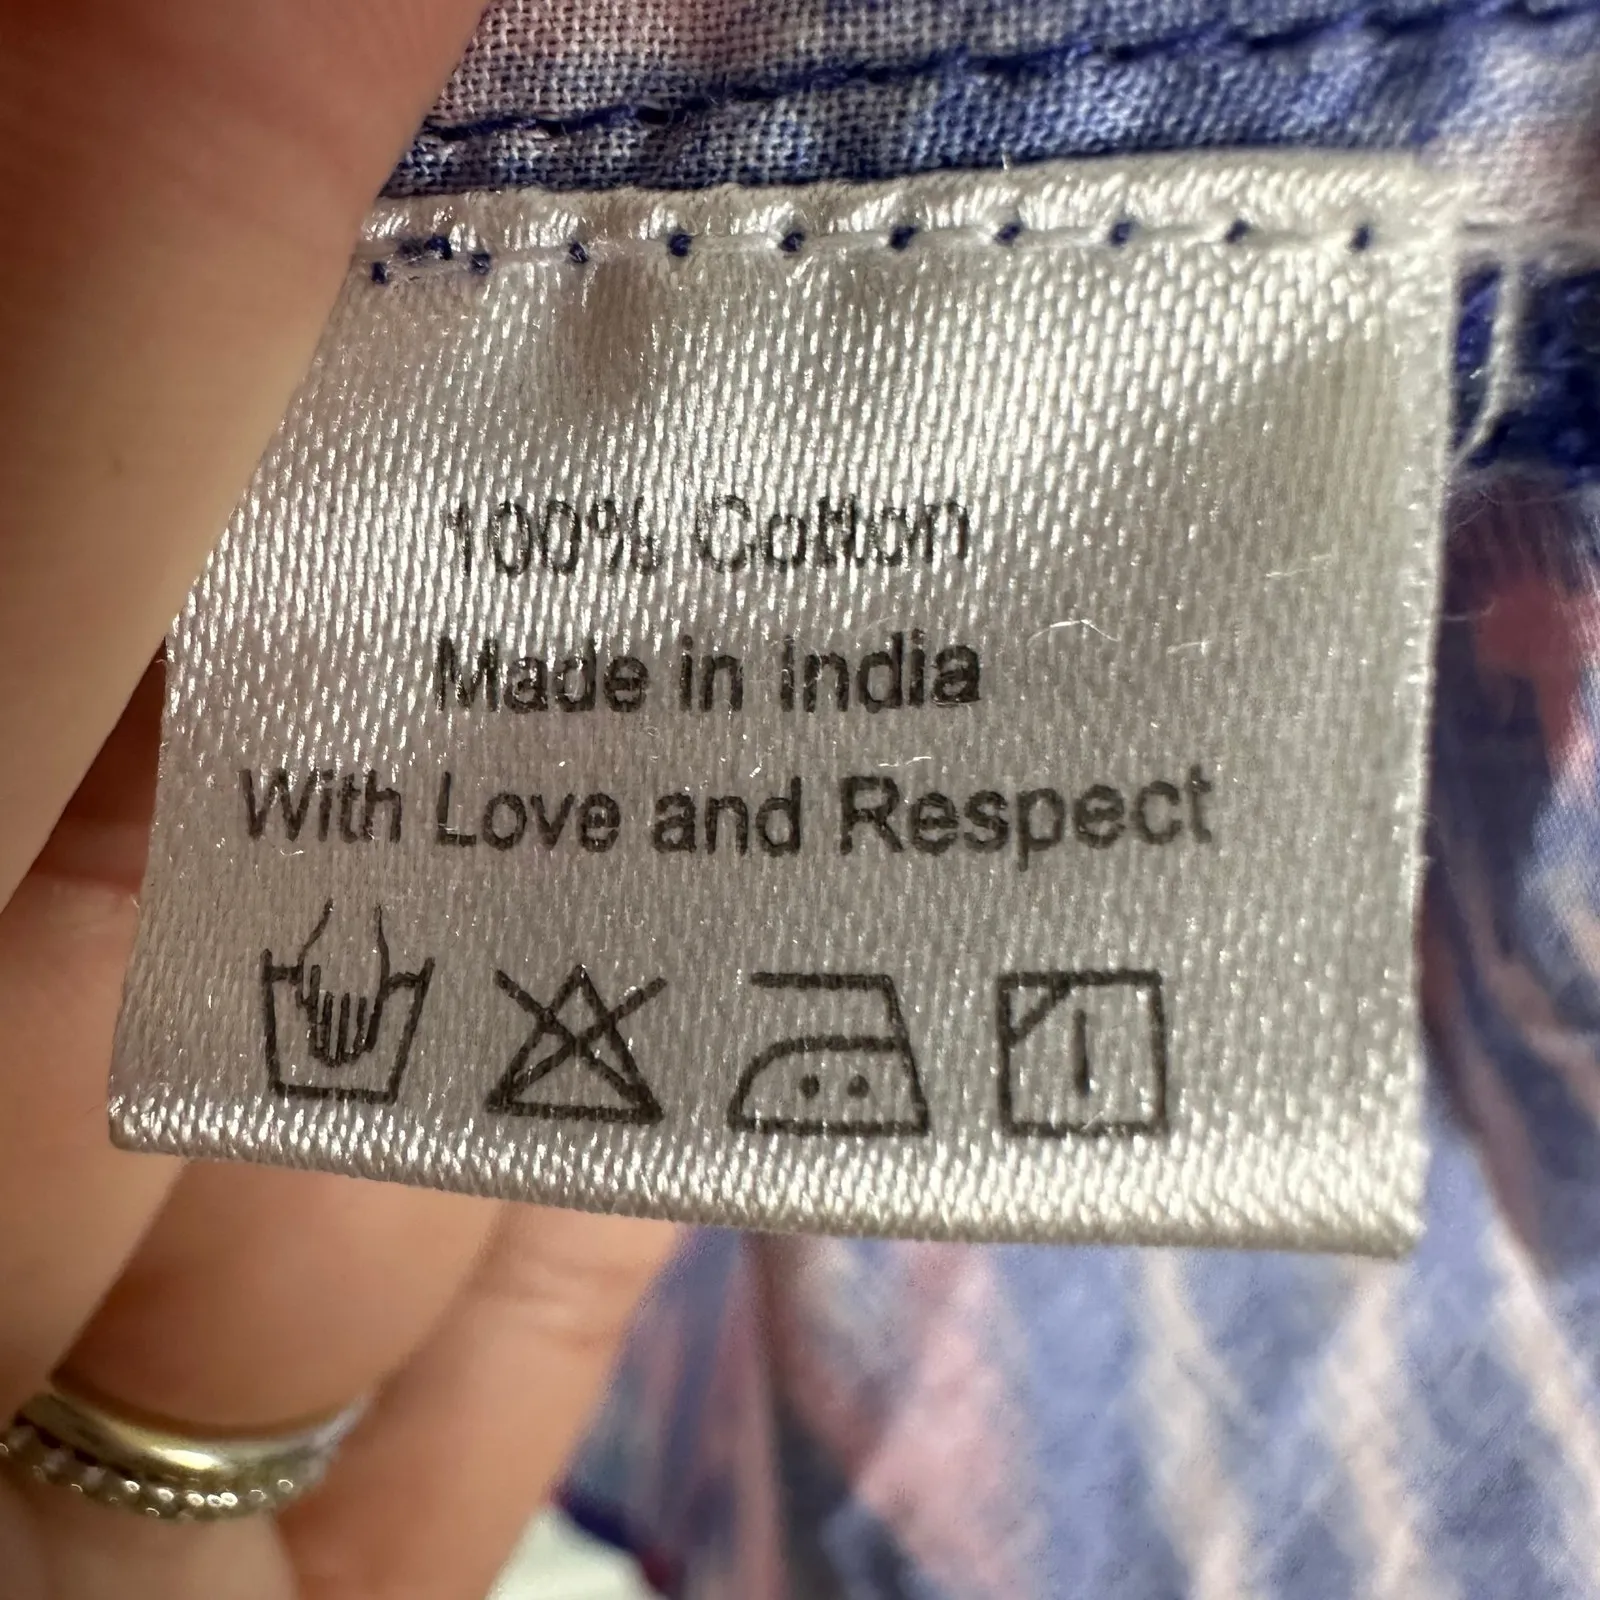 100% Cotton
Made in India
With Love and Respect